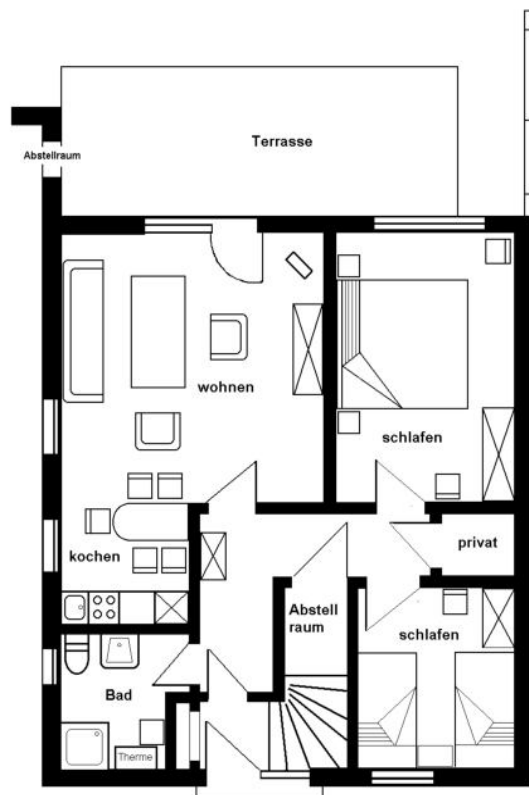 Terrasse
Abstellraum
wohnen
schlafen
kochen
privat
Abstell
raum
schlafen
Bad
Therme